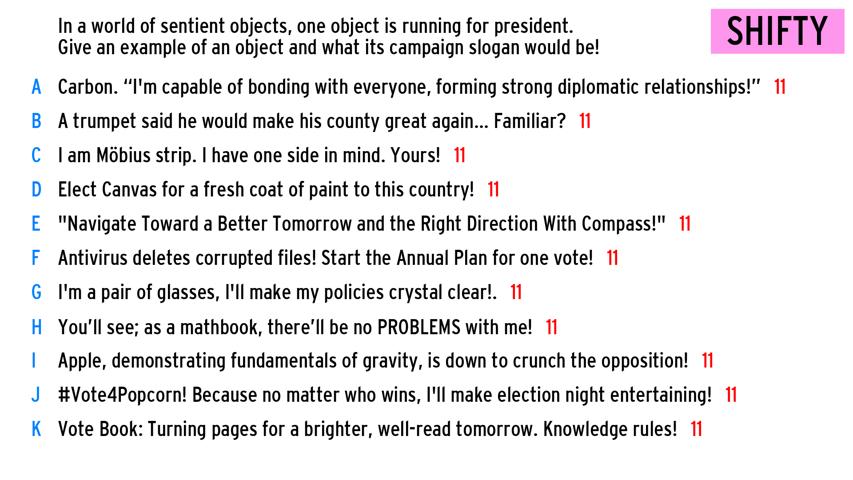 In a world of sentient objects, one object is running for president.
Give an example of an object and what its campaign slogan would be!
SHIFTY
A Carbon. “I'm capable of bonding with everyone, forming strong diplomatic relationships!” 11
B A trumpet said he would make his county great again... Familiar? 11
C I am Möbius strip. I have one side in mind. Yours! 11
D Elect Canvas for a fresh coat of paint to this country! 11
E "Navigate Toward a Better Tomorrow and the Right Direction With Compass!" 11
F Antivirus deletes corrupted files! Start the Annual Plan for one vote! 11
G I'm a pair of glasses, I'll make my policies crystal clear!. 11
H You’ll see; as a mathbook, there’ll be no PROBLEMS with me! 11
I Apple, demonstrating fundamentals of gravity, is down to crunch the opposition! 11
J #Vote4Popcorn! Because no matter who wins, I'll make election night entertaining! 11
K Vote Book: Turning pages for a brighter, well-read tomorrow. Knowledge rules! 11